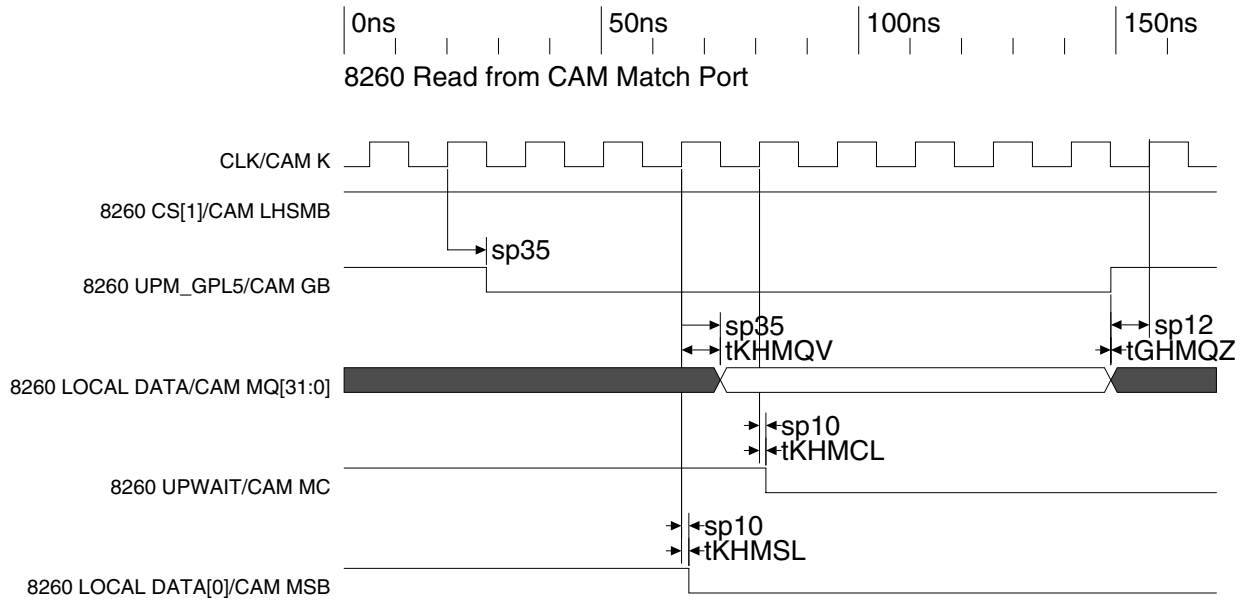 0ns 50ns 100ns 150ns
8260 Read from CAM Match Port
CLK/CAM K
8260 CS[1]/CAM LHSMB
sp35
8260 UPM_GPL5/CAM GB
sp35 sp12
tKHMQV tGHMQZ
8260 LOCAL DATA/CAM MQ[31:0]
sp10
tKHMCL
8260 UPWAIT/CAM MC
sp10
tKHMSL
8260 LOCAL DATA[0]/CAM MSB